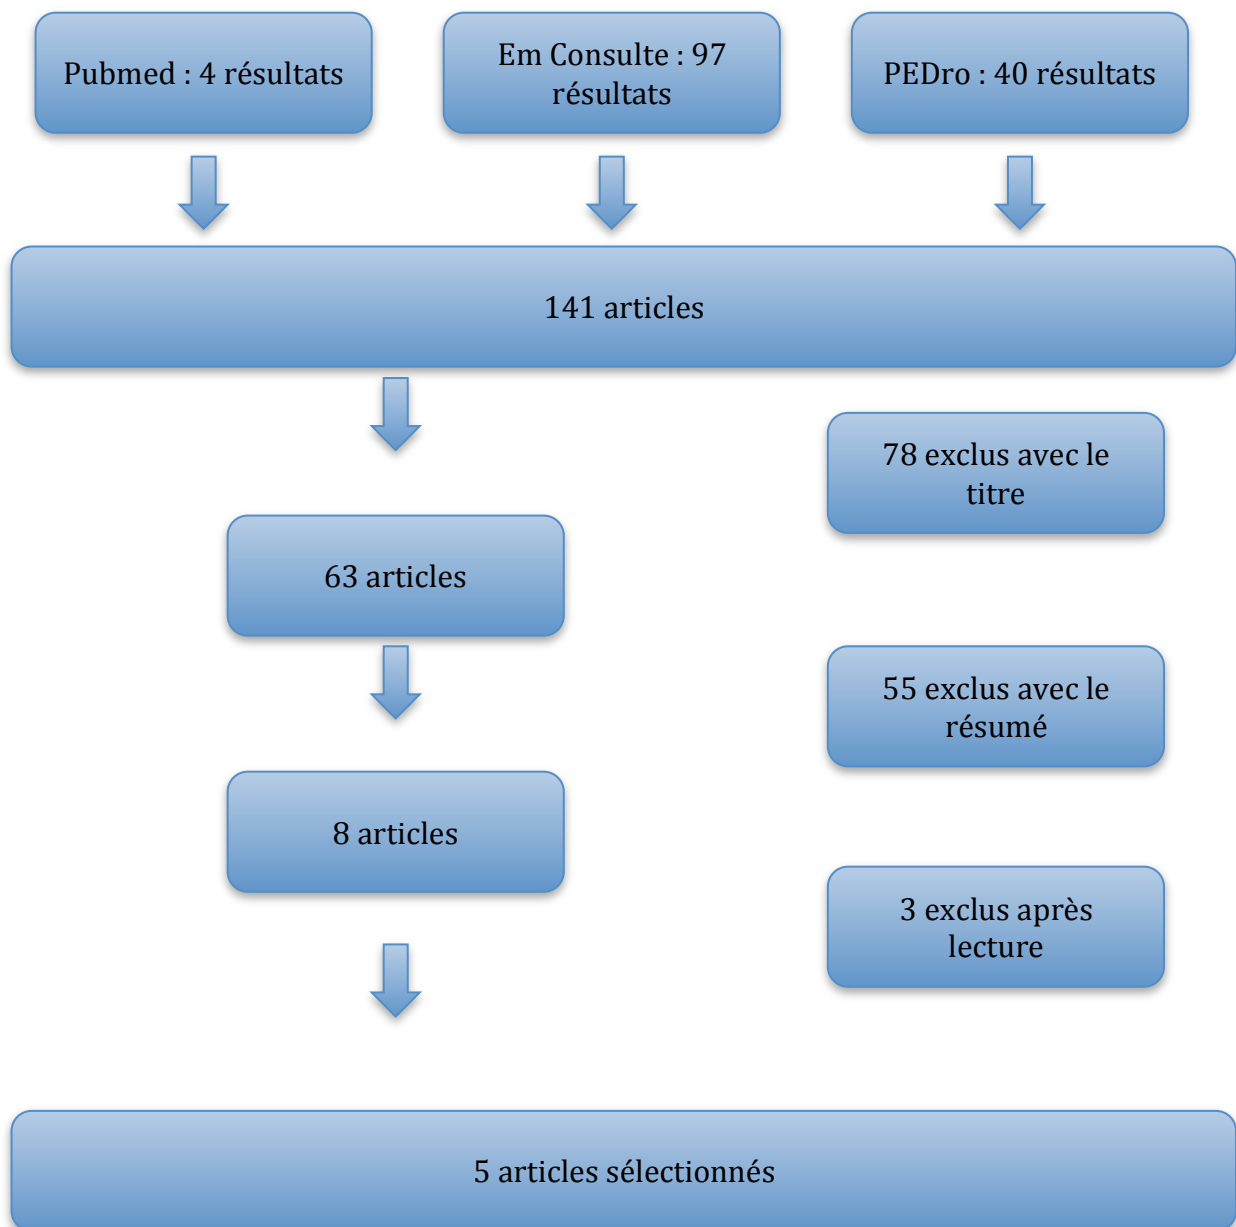 Pubmed : 4 résultats
Em Consulte : 97
résultats
PEDro : 40 résultats
141 articles
78 exclus avec le
titre
63 articles
55 exclus avec le
résumé
8 articles
3 exclus après
lecture
5 articles sélectionnés